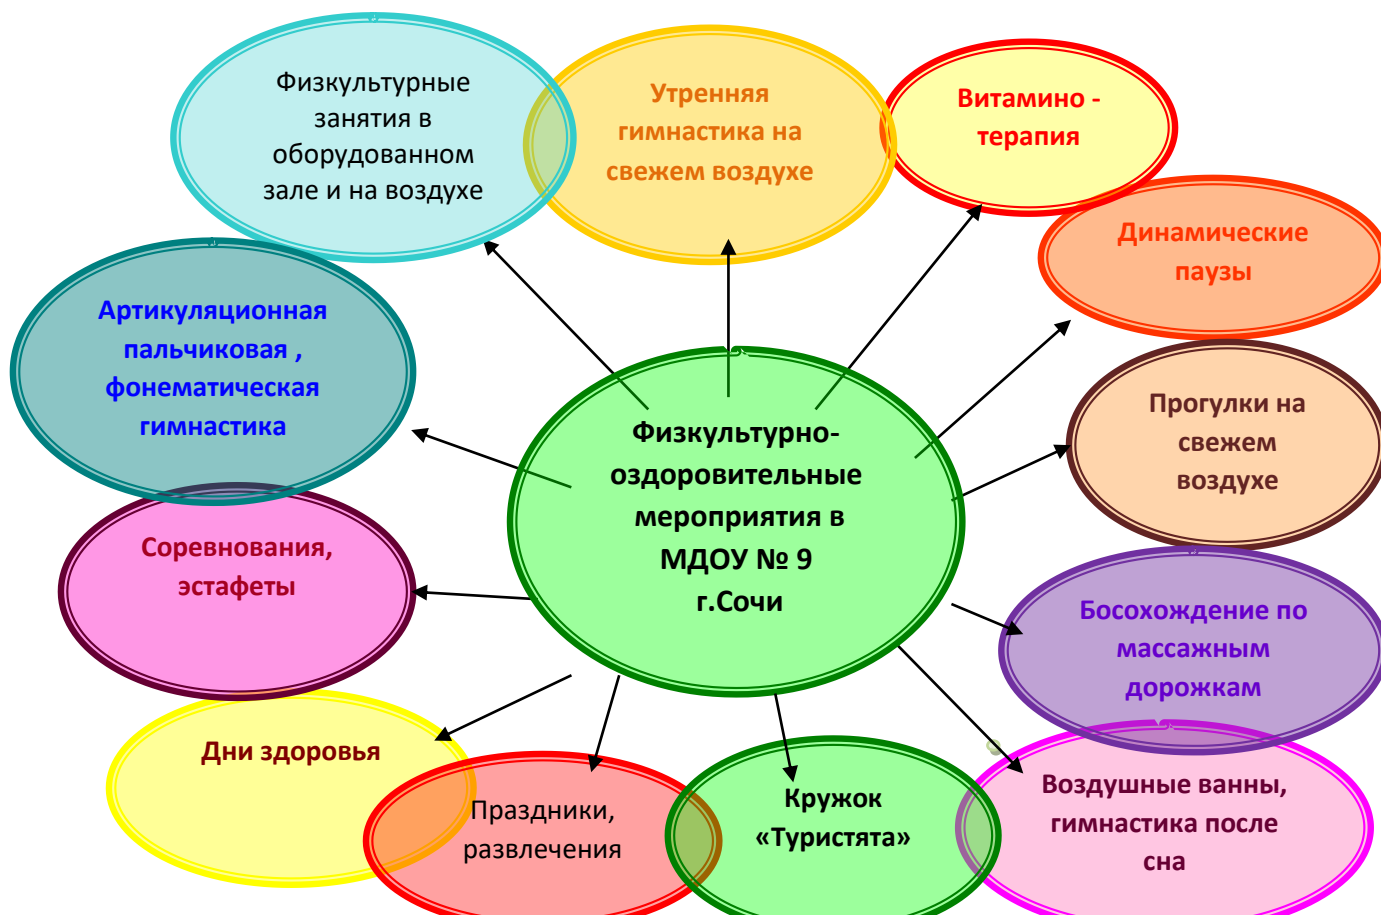 Физкультурные
занятия в
оборудованном
зале и на воздухе
Утренняя
гимнастика на
свежем воздухе
Витамино -
терапия
Динамические
паузы
Артикуляционная
пальчиковая ,
фонематическая
гимнастика
Прогулки на
свежем
воздухе
Физкультурно-
оздоровительные
мероприятия в
МДОУ № 9
г.Сочи
Соревнования,
эстафеты
Босохождение по
массажным
дорожкам
Дни здоровья
Праздники,
развлечения
Кружок
«Туристята»
Воздушные ванны,
гимнастика после
сна